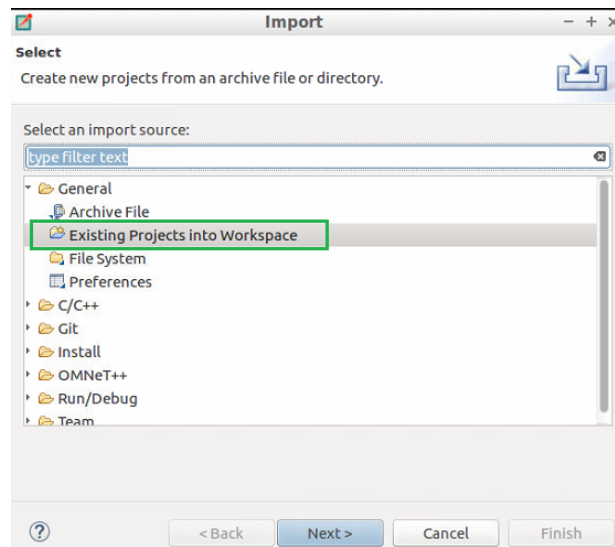 Import
Select
Create new projects from an archive file or directory.
Select an import source:
type filter text
General
Archive File
Existing Projects into Workspace
File System
Preferences
C/C++
Git
Install
OMNeT++
Run/Debug
Team
?
< Back
Next >
Cancel
Finish